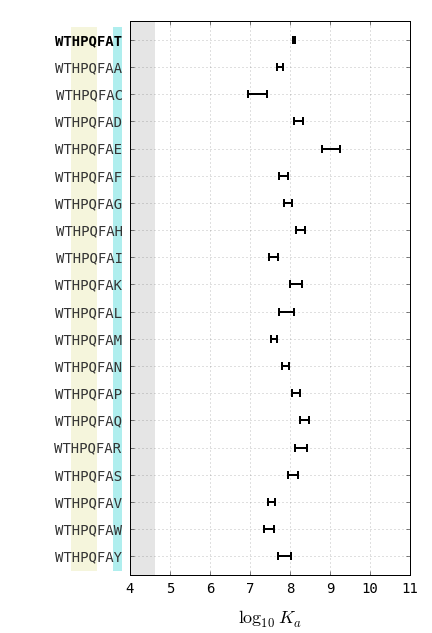 WTHPQFAT
WTHPQFAA
WTHPQFAC
WTHPQFAD
WTHPQFAE
WTHPQFAF
WTHPQFAG
WTHPQFAH
WTHPQFAI
WTHPQFAK
WTHPQFAL
WTHPQFAM
WTHPQFAN
WTHPQFAP
WTHPQFAQ
WTHPQFAR
WTHPQFAS
WTHPQFAV
WTHPQFAW
WTHPQFAY
4 5 6 7 8 9 10 11
log₁₀ Kₐ